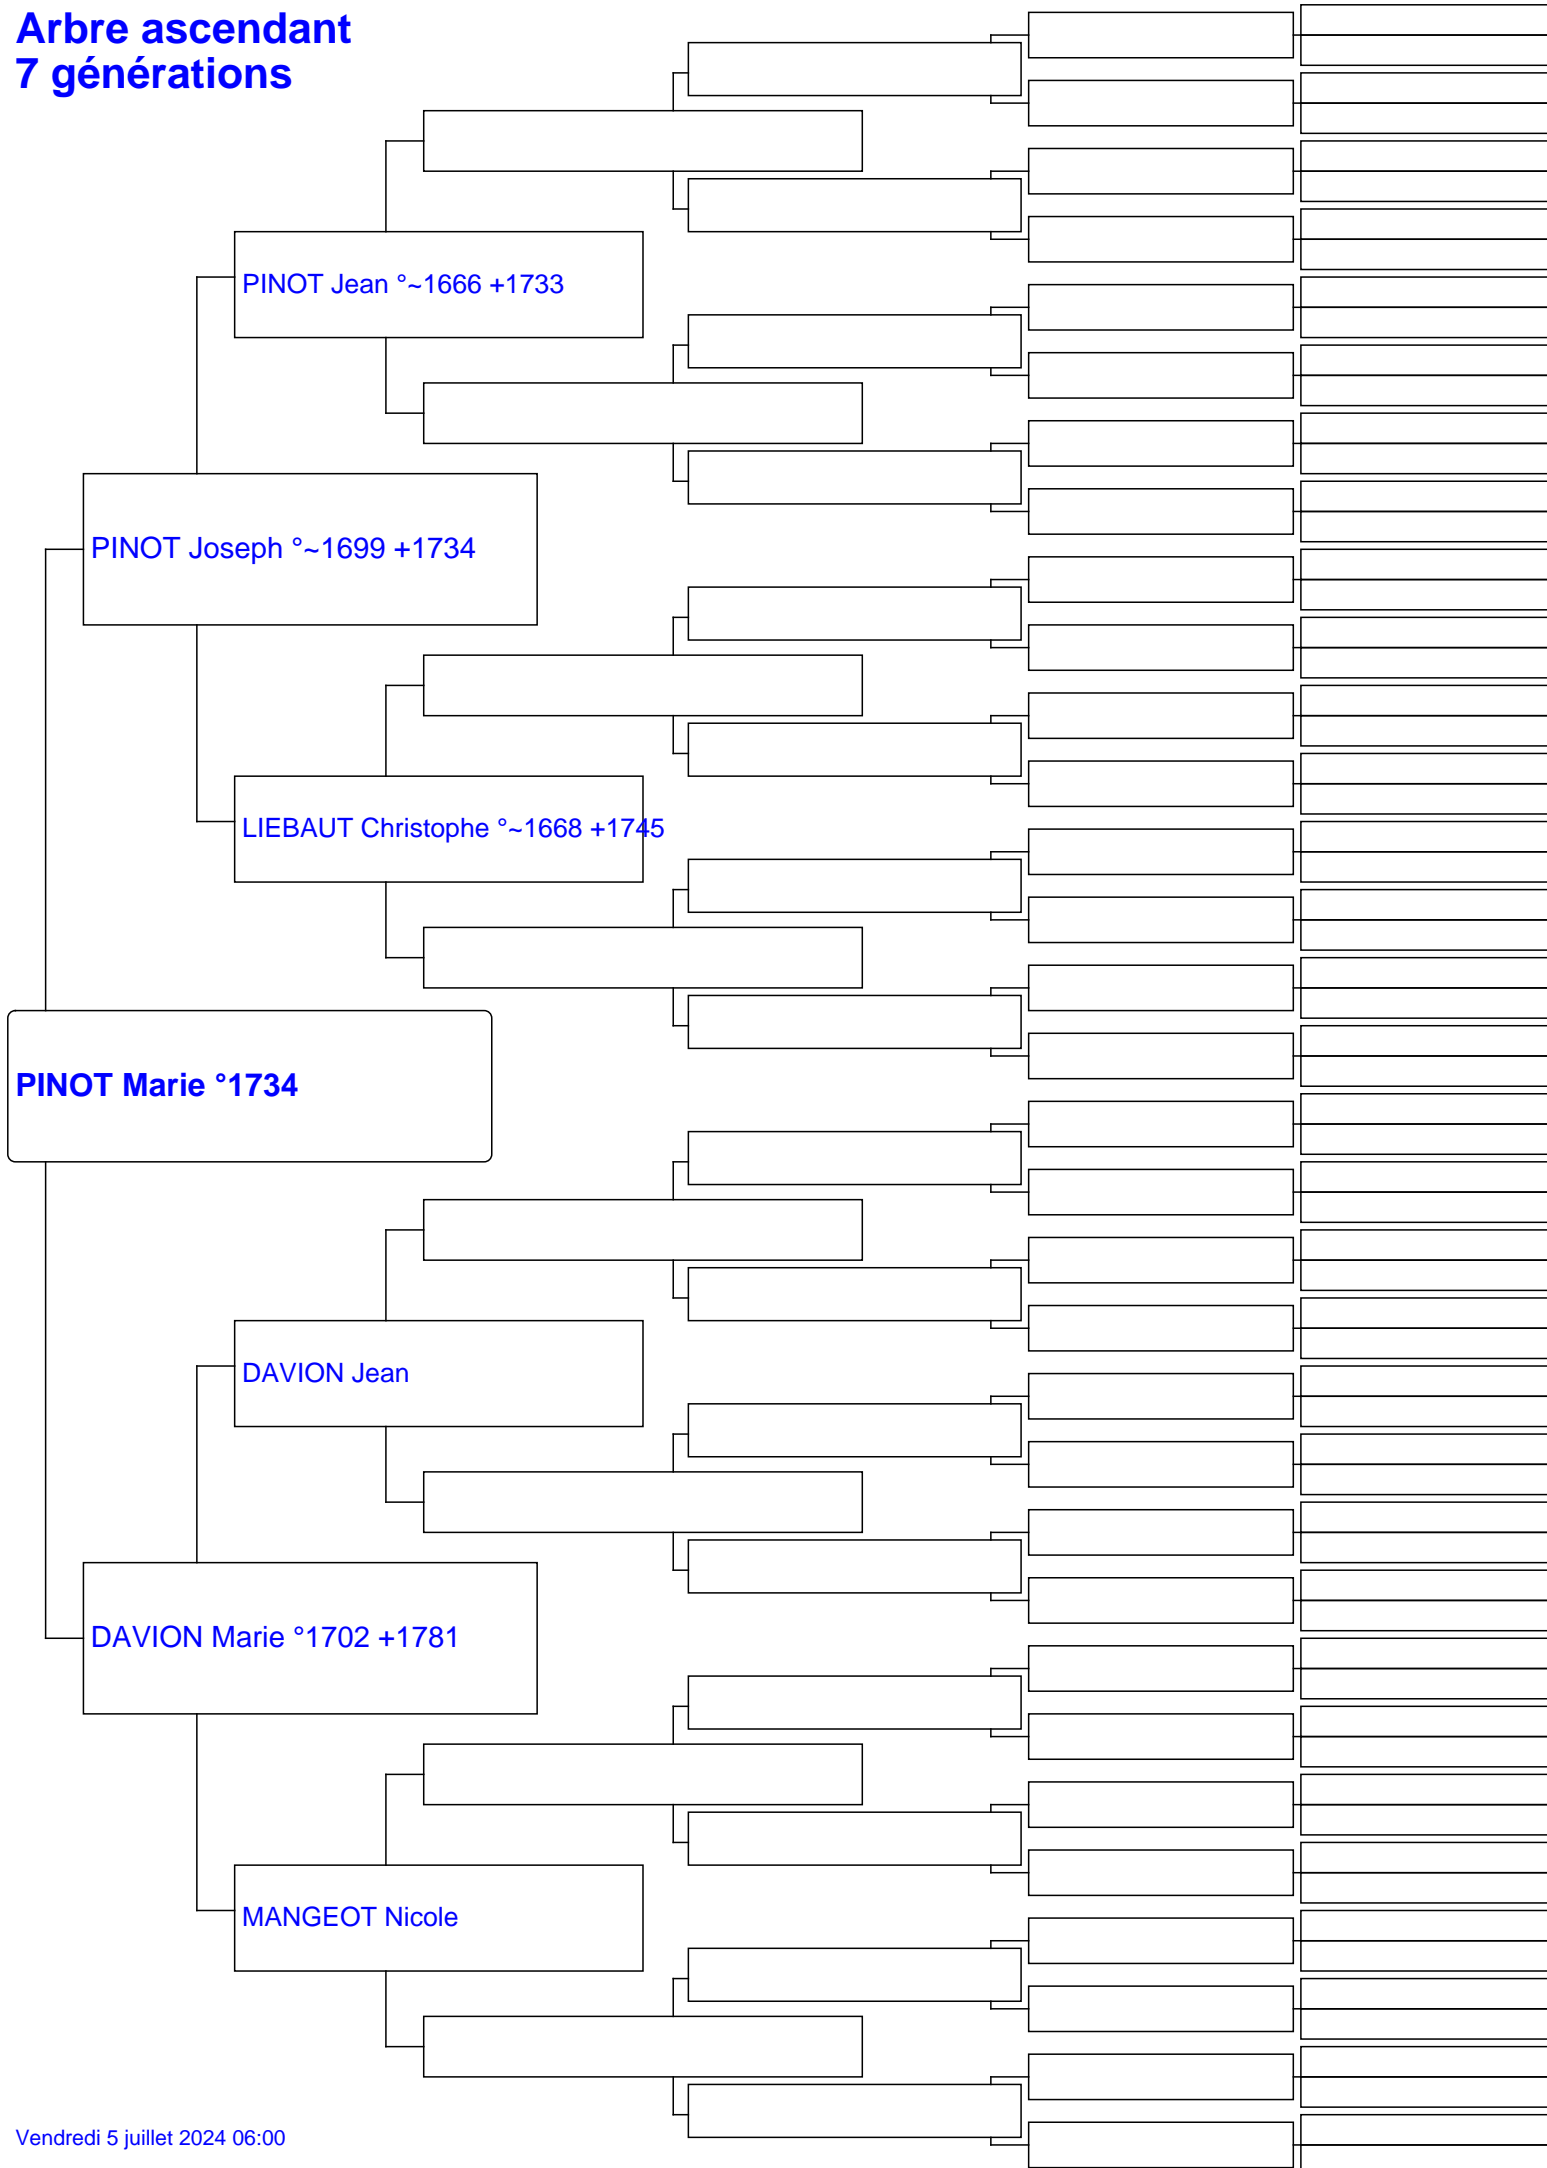 Arbre ascendant
7 générations
PINOT Jean °~1666 +1733
PINOT Joseph °~1699 +1734
LIEBAUT Christophe °~1668 +1745
PINOT Marie °1734
DAVION Jean
DAVION Marie °1702 +1781
MANGEOT Nicole
Vendredi 5 juillet 2024 06:00